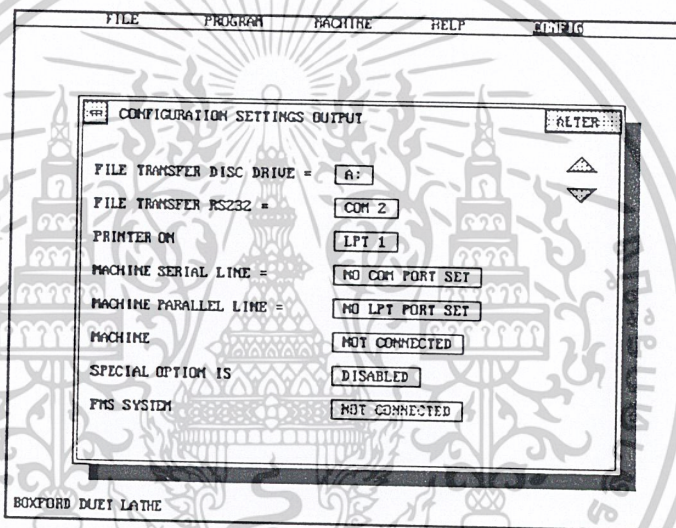 FILE PROGRAM MACHINE HELP CONFIG
CONFIGURATION SETTINGS OUTPUT ALTER
FILE TRANSFER DISC DRIVE = A:
FILE TRANSFER RS232 = COM 2
PRINTER ON LPT 1
MACHINE SERIAL LINE = NO COM PORT SET
MACHINE PARALLEL LINE = NO LPT PORT SET
MACHINE NOT CONNECTED
SPECIAL OPTION IS DISABLED
FMS SYSTEM NOT CONNECTED
BOXFORD DUET LATHE